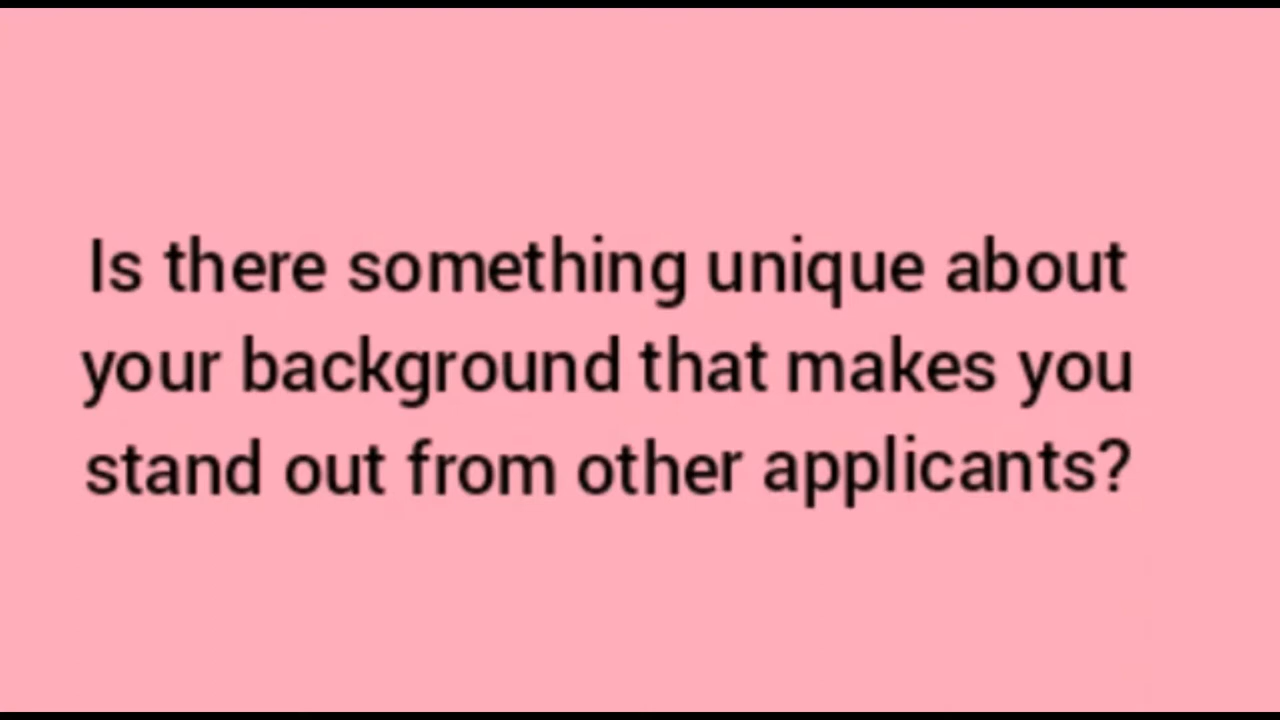 Is there something unique about
your background that makes you
stand out from other applicants?